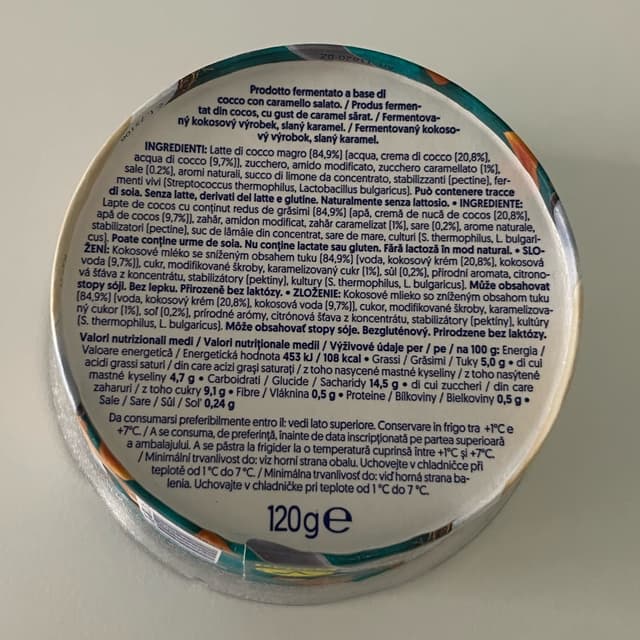 Prodotto fermentato a base di
cocco con caramello salato. / Produs fermen-
tat din cocos, cu gust de caramel sărat. / Fermentova-
ný kokosový výrobek, slaný karamel. / Fermentovaný kokoso-
vý výrobok, slaný karamel.
INGREDIENTI: Latte di cocco magro [84,9%] (acqua, crema di cocco [20,8%],
acqua di cocco [9,7%]), zucchero, amido modificato, zucchero caramellato [1%],
sale [0.2%], aromi naturali, succo di limone da concentrato, stabilizzanti [pectine], fer-
menti vivi (Streptococcus thermophilus, Lactobacillus bulgaricus). Può contenere tracce
di soia. Senza latte, derivati del latte e glutine. Naturalmente senza lattosio. • INGREDIENTE:
Lapte de cocos cu conținut redus de grăsimi [84,9%] (apă, cremă de nucă de cocos [20,8%],
apă de cocos [9,7%]), zahăr, amidon modificat, zahăr caramelizat [1%], sare [0,2%], arome naturale,
stabilizatori [pectine], suc de lămâie din concentrat, sare de mare, culturi (S. thermophilus, L. bulgari-
cus). Poate conține urme de soia. Nu conține lactate sau gluten. Fără lactoză în mod natural. • SLO-
ŽENÍ: Kokosové mléko se sníženým obsahem tuku [84,9%] (voda, kokosový krém [20,8%], kokosová
voda [9,7%]), cukr, modifikované škroby, karamelizovaný cukr [1%], sůl [0,2%], přírodní aromata, citrono-
vá šťáva z koncentrátu, stabilizátory [pektiny], kultury (S. thermophilus, L. bulgaricus). Může obsahovat
stopy sóji. Bez lepku. Přirozeně bez laktózy. • ZLOŽENIE: Kokosové mlieko so zníženým obsahom tuku
[84,9%] (voda, kokosový krém [20,8%], kokosová voda [9,7%]), cukor, modifikované škroby, karamelizova-
ný cukor [1%], soľ [0,2%], prírodné arómy, citrónová šťava z koncentrátu, stabilizátory [pektíny], kultúry
(S. thermophilus, L. bulgaricus). Môže obsahovať stopy sóje. Bezgluténový. Prirodzene bez laktózy.
Valori nutrizionali medi / Valori nutriționale medii / Výživové údaje per / pe / na 100 g: Energia /
Valoare energetică / Energetická hodnota 453 kJ / 108 kcal • Grassi / Grăsimi / Tuky 5,0 g • di cui
acidi grassi saturi / din care acizi grași saturați / z toho nasycené mastné kyseliny / z toho nasýtené
mastné kyseliny 4,7 g • Carboidrati / Glucide / Sacharidy 14,5 g • di cui zuccheri / din care
zaharuri / z toho cukry 9,1 g • Fibre / Vláknina 0,5 g • Proteine / Bílkoviny / Bielkoviny 0,5 g •
Sale / Sare / Sůl / Soľ 0,24 g
Da consumarsi preferibilmente entro il: vedi lato superiore. Conservare in frigo tra +1°C e
+7°C. / A se consuma, de preferință, înainte de data inscripționată pe partea superioară
a ambalajului. A se păstra la frigider la o temperatură cuprinsă între +1°C și +7°C.
/ Minimální trvanlivost do: viz horní strana obalu. Uchovejte v chladničce při
teplotě od 1 °C do 7 °C. / Minimálna trvanlivosť do: viď horná strana ba-
lenia. Uchovajte v chladničke pri teplote od 1 °C do 7 °C.
120g℮